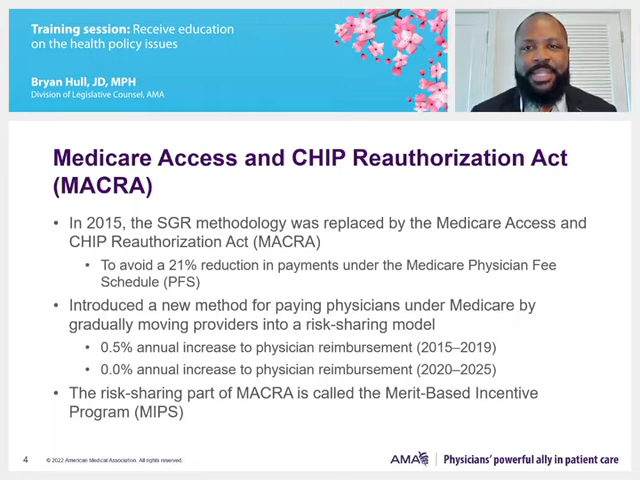 Training session: Receive education
on the health policy issues
Bryan Hull, JD, MPH
Division of Legislative Counsel, AMA
Medicare Access and CHIP Reauthorization Act
(MACRA)
• In 2015, the SGR methodology was replaced by the Medicare Access and
CHIP Reauthorization Act (MACRA)
• To avoid a 21% reduction in payments under the Medicare Physician Fee
Schedule (PFS)
• Introduced a new method for paying physicians under Medicare by
gradually moving providers into a risk-sharing model
• 0.5% annual increase to physician reimbursement (2015–2019)
• 0.0% annual increase to physician reimbursement (2020–2025)
• The risk-sharing part of MACRA is called the Merit-Based Incentive
Program (MIPS)
4 © 2022 American Medical Association. All rights reserved.
AMA Physicians' powerful ally in patient care